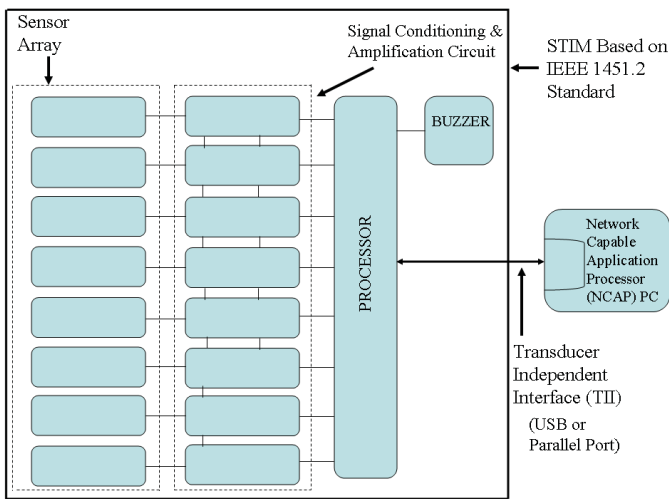 Sensor
Array
Signal Conditioning &
Amplification Circuit
STIM Based on
IEEE 1451.2
Standard
BUZZER
PROCESSOR
Network
Capable
Application
Processor
(NCAP) PC
Transducer
Independent
Interface (TII)
(USB or
Parallel Port)